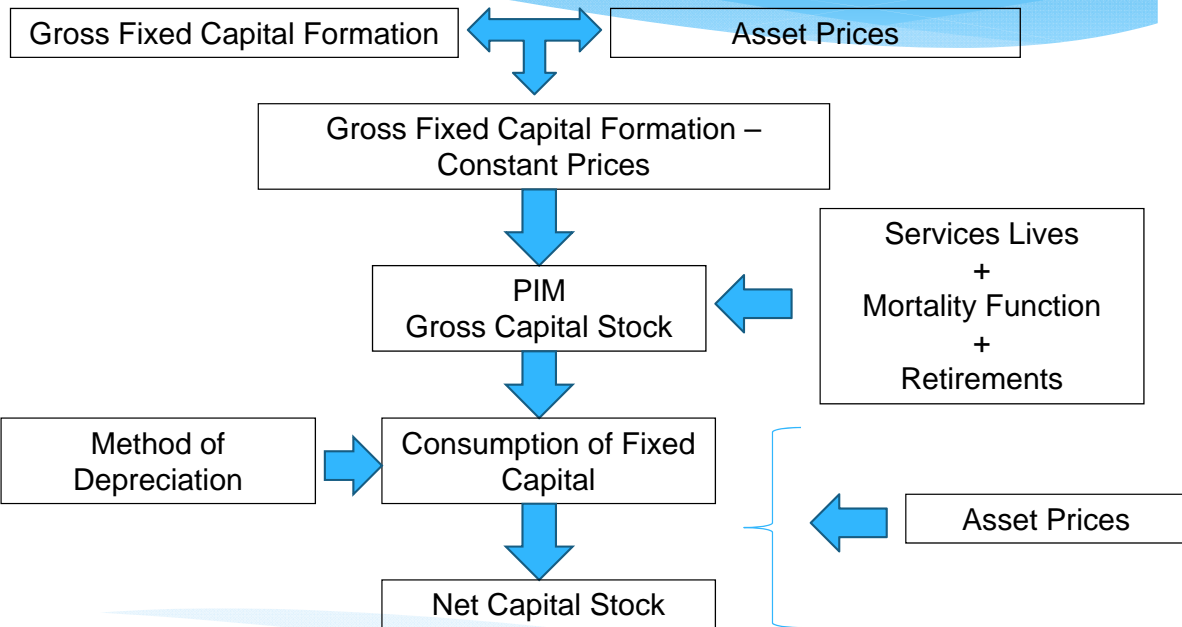 Gross Fixed Capital Formation
Asset Prices
Gross Fixed Capital Formation –
Constant Prices
Services Lives
+
Mortality Function
+
Retirements
PIM
Gross Capital Stock
Method of
Depreciation
Consumption of Fixed
Capital
Asset Prices
Net Capital Stock